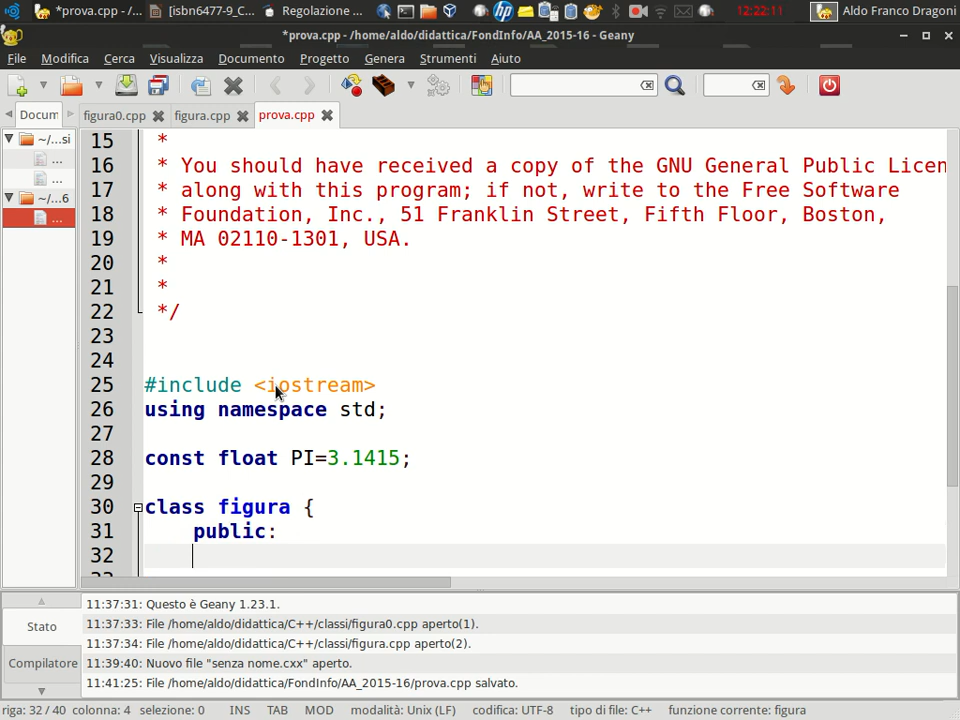 *prova.cpp - /...
[isbn6477-9_C...
Regolazione ...
12:22:11
Aldo Franco Dragoni
*prova.cpp - /home/aldo/didattica/FondInfo/AA_2015-16 - Geany
File Modifica Cerca Visualizza Documento Progetto Genera Strumenti Aiuto
Docum figura0.cpp figura.cpp prova.cpp
~/...si
...
...
~/...6
...
15 *
16 * You should have received a copy of the GNU General Public Licen
17 * along with this program; if not, write to the Free Software
18 * Foundation, Inc., 51 Franklin Street, Fifth Floor, Boston,
19 * MA 02110-1301, USA.
20 *
21 *
22 */
23
24
25 #include <iostream>
26 using namespace std;
27
28 const float PI=3.1415;
29
30 class figura {
31 public:
32
Stato
Compilatore
11:37:31: Questo è Geany 1.23.1.
11:37:33: File /home/aldo/didattica/C++/classi/figura0.cpp aperto(1).
11:37:34: File /home/aldo/didattica/C++/classi/figura.cpp aperto(2).
11:39:40: Nuovo file "senza nome.cxx" aperto.
11:41:25: File /home/aldo/didattica/FondInfo/AA_2015-16/prova.cpp salvato.
riga: 32 / 40 colonna: 4 selezione: 0 INS TAB MOD modalità: Unix (LF) codifica: UTF-8 tipo di file: C++ funzione corrente: figura